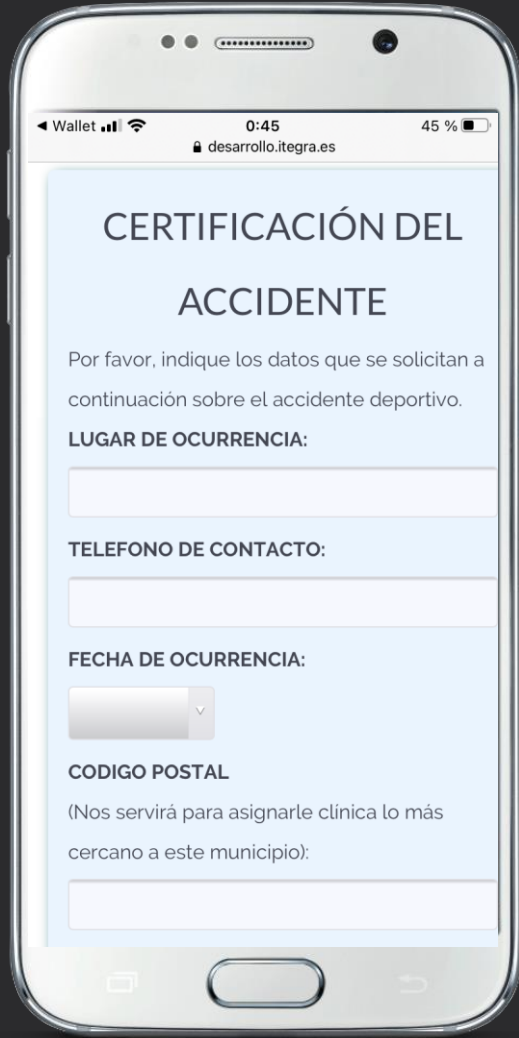 ◀ Wallet
0:45
45 %
desarrollo.itegra.es
CERTIFICACIÓN DEL
ACCIDENTE
Por favor, indique los datos que se solicitan a
continuación sobre el accidente deportivo.
LUGAR DE OCURRENCIA:
TELEFONO DE CONTACTO:
FECHA DE OCURRENCIA:
CODIGO POSTAL
(Nos servirá para asignarle clínica lo más
cercano a este municipio):